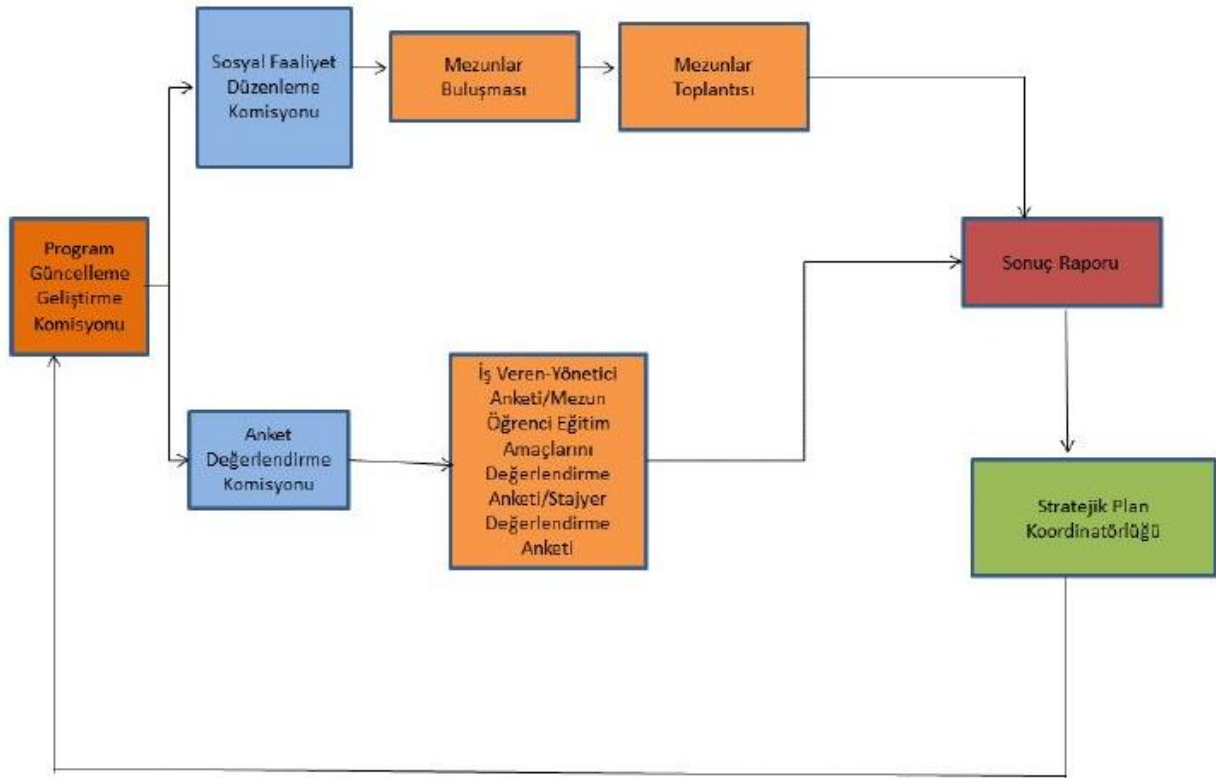 Sosyal Faaliyet
Düzenleme
Komisyonu
Mezunlar
Buluşması
Mezunlar
Toplantısı
Program
Güncelleme
Geliştirme
Komisyonu
Sonuç Raporu
İş Veren-Yönetici
Anketi/Mezun
Öğrenci Eğitim
Amaçlarını
Değerlendirme
Anketi/Stajyer
Değerlendirme
Anketi
Anket
Değerlendirme
Komisyonu
Stratejik Plan
Koordinatörlüğü